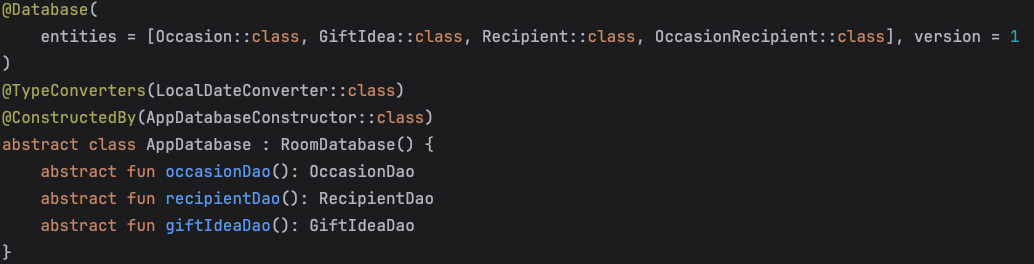 @Database(
    entities = [Occasion::class, GiftIdea::class, Recipient::class, OccasionRecipient::class], version = 1
)
@TypeConverters(LocalDateConverter::class)
@ConstructedBy(AppDatabaseConstructor::class)
abstract class AppDatabase : RoomDatabase() {
    abstract fun occasionDao(): OccasionDao
    abstract fun recipientDao(): RecipientDao
    abstract fun giftIdeaDao(): GiftIdeaDao
}